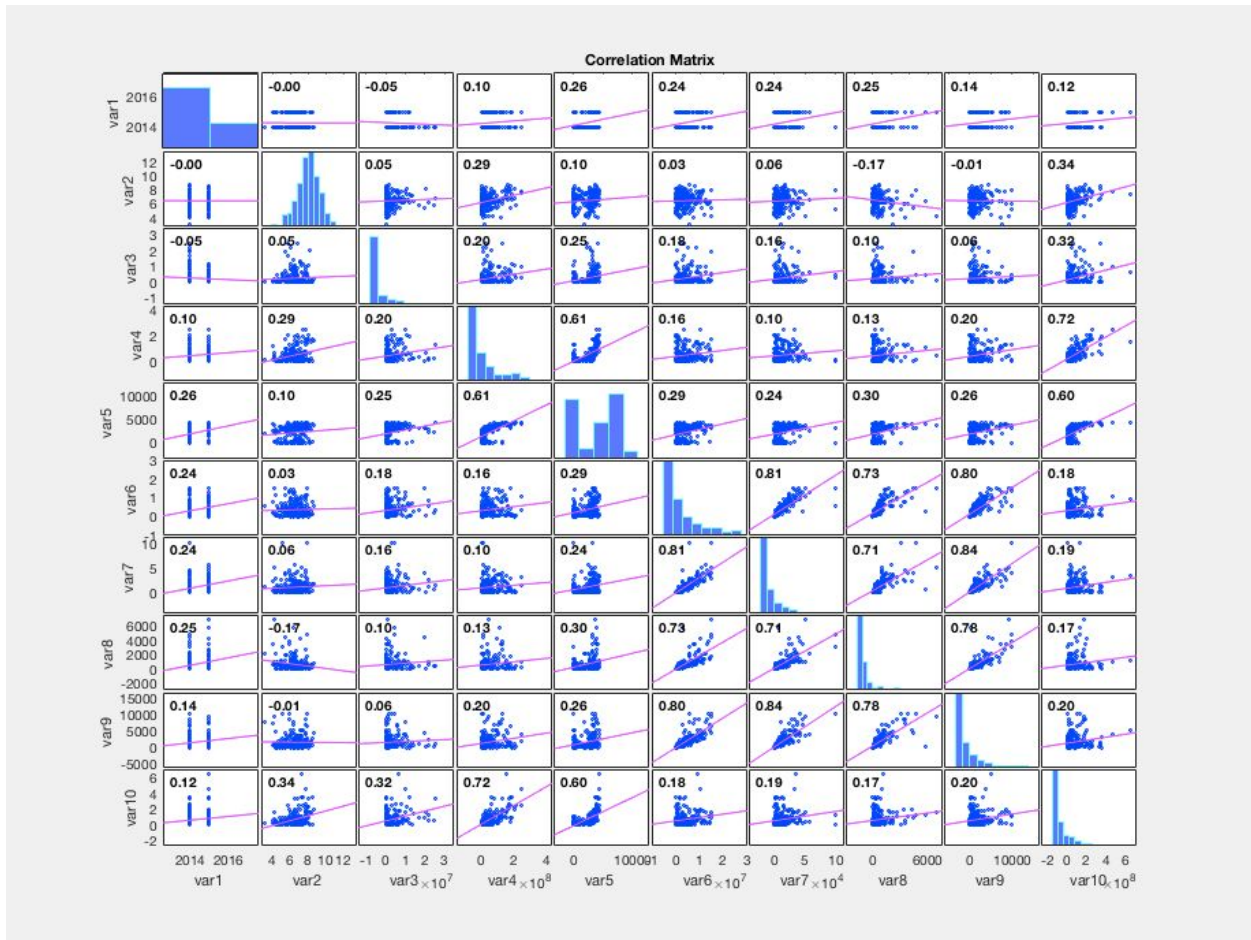 Correlation Matrix
var1 2016 2014 -0.00 -0.05 0.10 0.26 0.24 0.24 0.25 0.14 0.12
var2 12 10 8 6 4 -0.00 0.05 0.29 0.10 0.03 0.06 -0.17 -0.01 0.34
var3 3 2 1 0 -1 -0.05 0.05 0.20 0.25 0.18 0.16 0.10 0.06 0.32
var4 4 2 0 0.10 0.29 0.20 0.61 0.16 0.10 0.13 0.20 0.72
var5 10000 5000 0 0.26 0.10 0.25 0.61 0.29 0.24 0.30 0.26 0.60
var6 3 2 1 0 -1 0.24 0.03 0.18 0.16 0.29 0.81 0.73 0.80 0.18
var7 10 5 0 0.24 0.06 0.16 0.10 0.24 0.81 0.71 0.84 0.19
var8 6000 4000 2000 0 -2000 0.25 -0.17 0.10 0.13 0.30 0.73 0.71 0.78 0.17
var9 15000 10000 5000 0 -5000 0.14 -0.01 0.06 0.20 0.26 0.80 0.84 0.78 0.20
var10 6 4 2 0 -2 0.12 0.34 0.32 0.72 0.60 0.18 0.19 0.17 0.20
2014 2016 4 6 8 10 12 -1 0 1 2 3 0 2 4 0 0 1 2 3 0 5 10 0 6000 0 10000 -2 0 2 4 6
var1 var2 var3 ×10⁷ var4 ×10⁸ var5 var6 ×10⁷ var7 ×10⁴ var8 var9 var10 ×10⁸